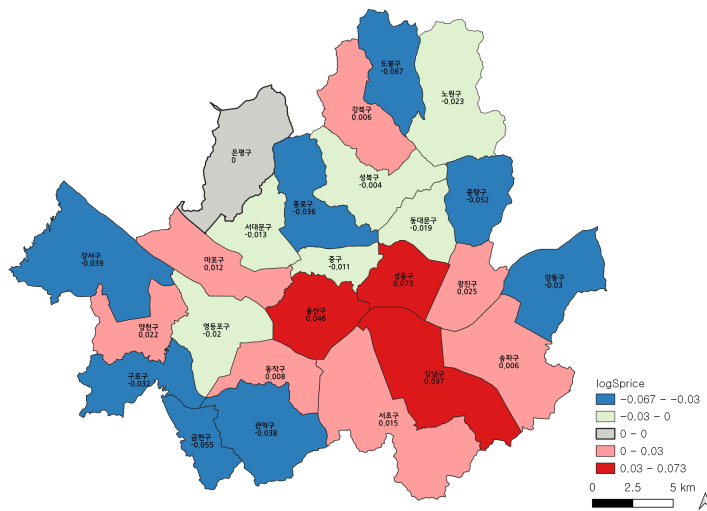 도봉구
-0,067
노원구
-0,023
강북구
0,006
은평구
0
성북구
-0,004
중랑구
-0,052
종로구
-0,036
동대문구
-0,019
서대문구
-0,013
강서구
-0,039
마포구
0,012
중구
-0,011
성동구
0,073
광진구
0,025
강동구
-0,03
용산구
0,046
양천구
0,022
영등포구
-0,02
송파구
0,006
동작구
0,008
강남구
0,037
구로구
-0,032
서초구
0,015
관악구
-0,038
금천구
-0,055
logSprice
-0,067 - -0,03
-0,03 - 0
0 - 0
0 - 0,03
0,03 - 0,073
0 2,5 5 km